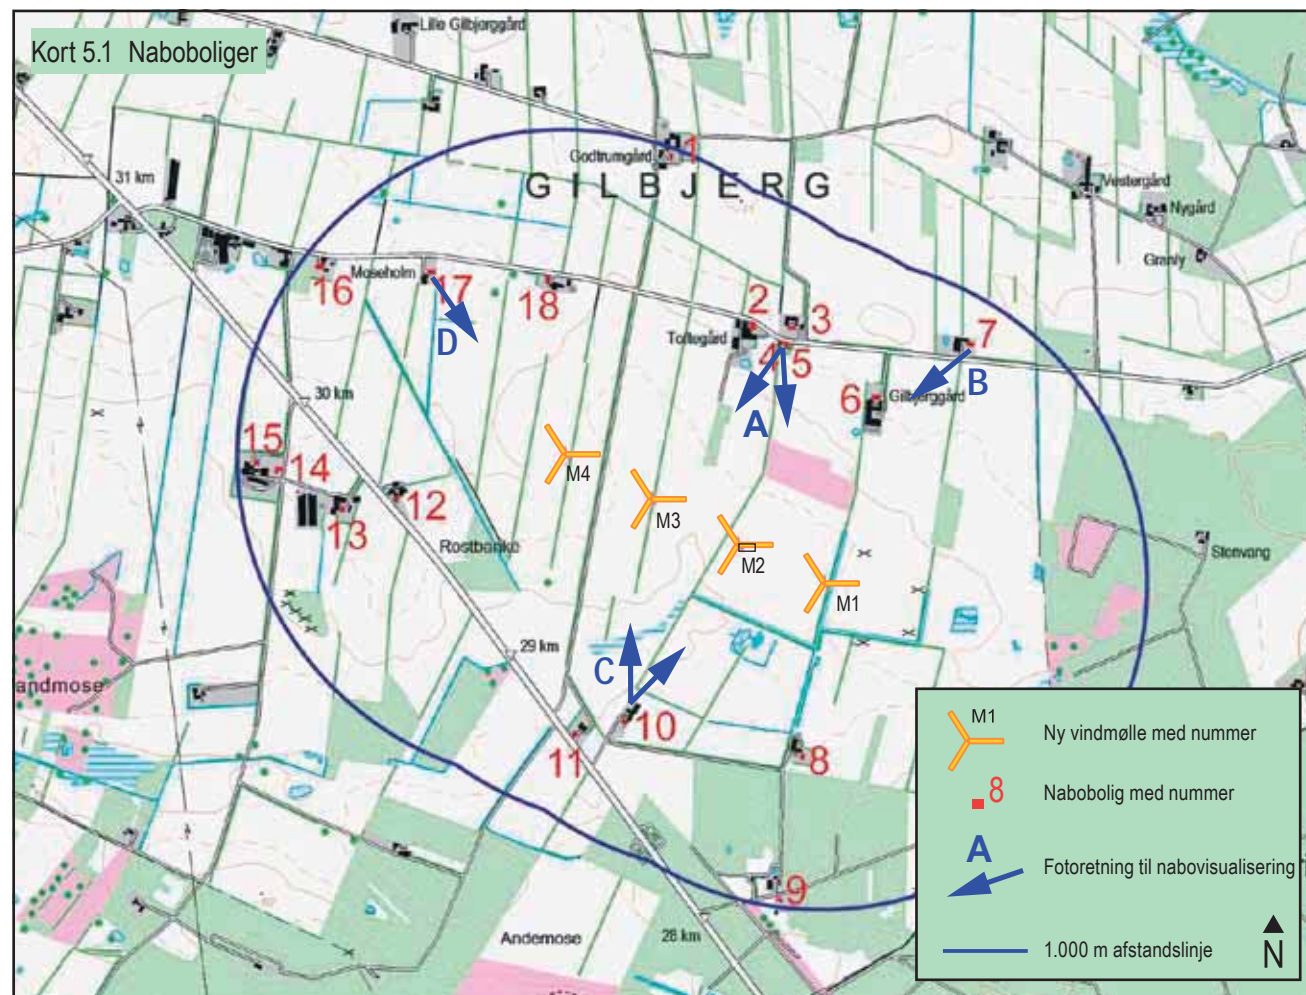 Kort 5.1 Naboboliger
Lille Gilbjerggård
Godtrumgård
1
GILBJERG
31 km
Vestergård
Nygård
Granly
16
Moseholm
17
18
D
2
3
Toftegård
4
5
7
A
B
6
Gilbjerggård
30 km
15
14
M4
13
12
M3
Rostbanke
M2
Stenvang
M1
29 km
C
andmose
10
11
8
9
Andemose
28 km
M1
Ny vindmølle med nummer
8
Nabobolig med nummer
A
Fotoretning til nabovisualisering
1.000 m afstandslinje
N